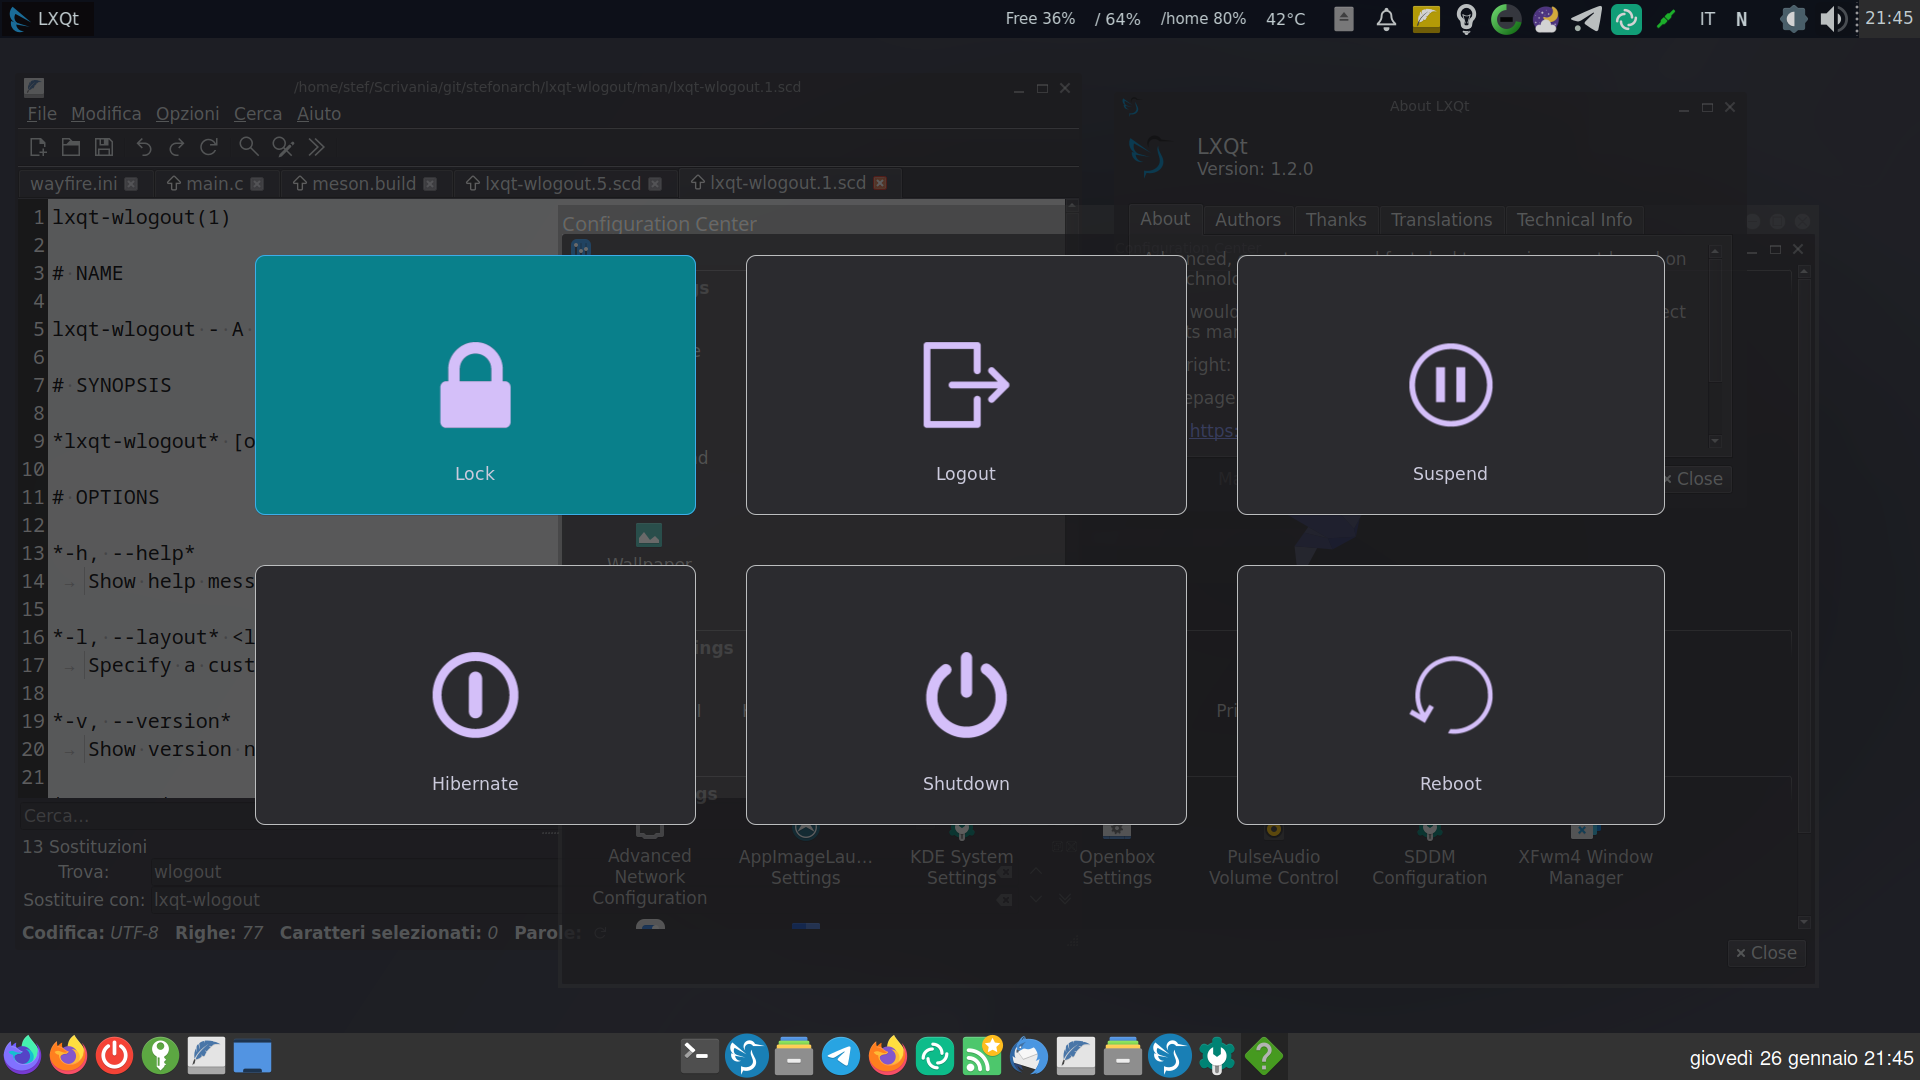 LXQt
Free 36%
/ 64%
/home 80%
42°C
IT
N
21:45
/home/stef/Scrivania/git/stefonarch/lxqt-wlogout/man/lxqt-wlogout.1.scd
File Modifica Opzioni Cerca Aiuto
wayfire.ini
main.c
meson.build
lxqt-wlogout.5.scd
lxqt-wlogout.1.scd
1 lxqt-wlogout(1)
2
3 # NAME
4
5 lxqt-wlogout - A
6
7 # SYNOPSIS
8
9 *lxqt-wlogout* [o
10
11 # OPTIONS
12
13 *-h, --help*
14 Show help mess
15
16 *-l, --layout* <l
17 Specify a cust
18
19 *-v, --version*
20 Show version n
21
Cerca...
13 Sostituzioni
Trova: wlogout
Sostituire con: lxqt-wlogout
Codifica: UTF-8 Righe: 77 Caratteri selezionati: 0 Parole:
About LXQt
LXQt
Version: 1.2.0
About
Authors
Thanks
Translations
Technical Info
would
right:
https:
Close
Configuration Center
Wallpaper
Lock
Logout
Suspend
Hibernate
Shutdown
Reboot
Advanced
Network
Configuration
AppImageLau...
Settings
KDE System
Settings
Openbox
Settings
PulseAudio
Volume Control
SDDM
Configuration
XFwm4 Window
Manager
Close
giovedì 26 gennaio 21:45